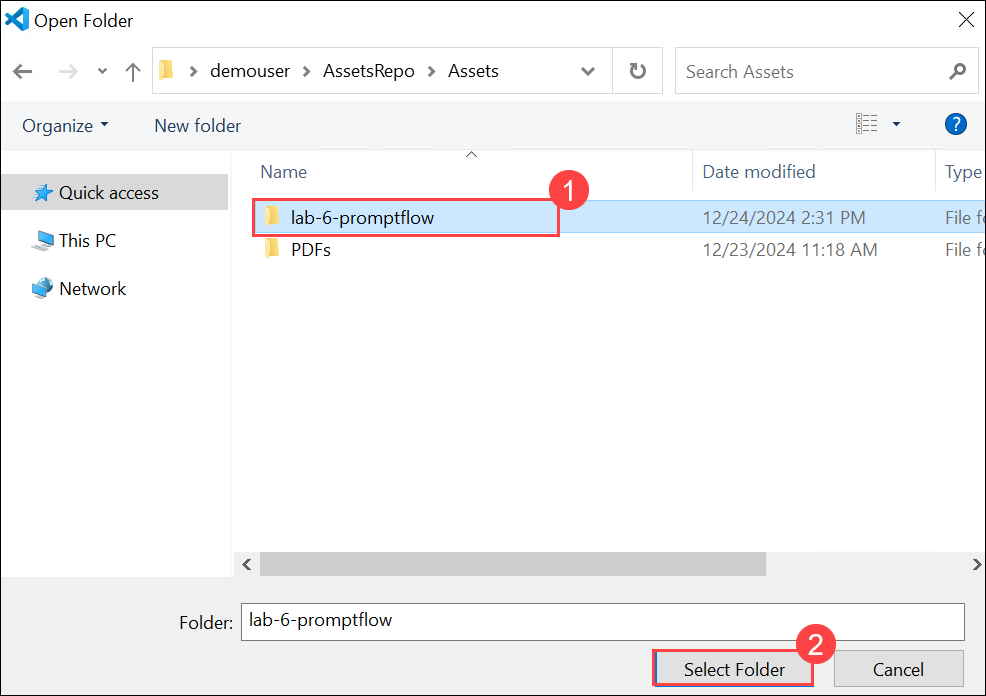 Open Folder
demouser AssetsRepo Assets
Search Assets
Organize New folder
?
Name Date modified Type
Quick access
This PC
Network
1
lab-6-promptflow 12/24/2024 2:31 PM File f
PDFs 12/23/2024 11:18 AM File f
Folder: lab-6-promptflow
2
Select Folder Cancel